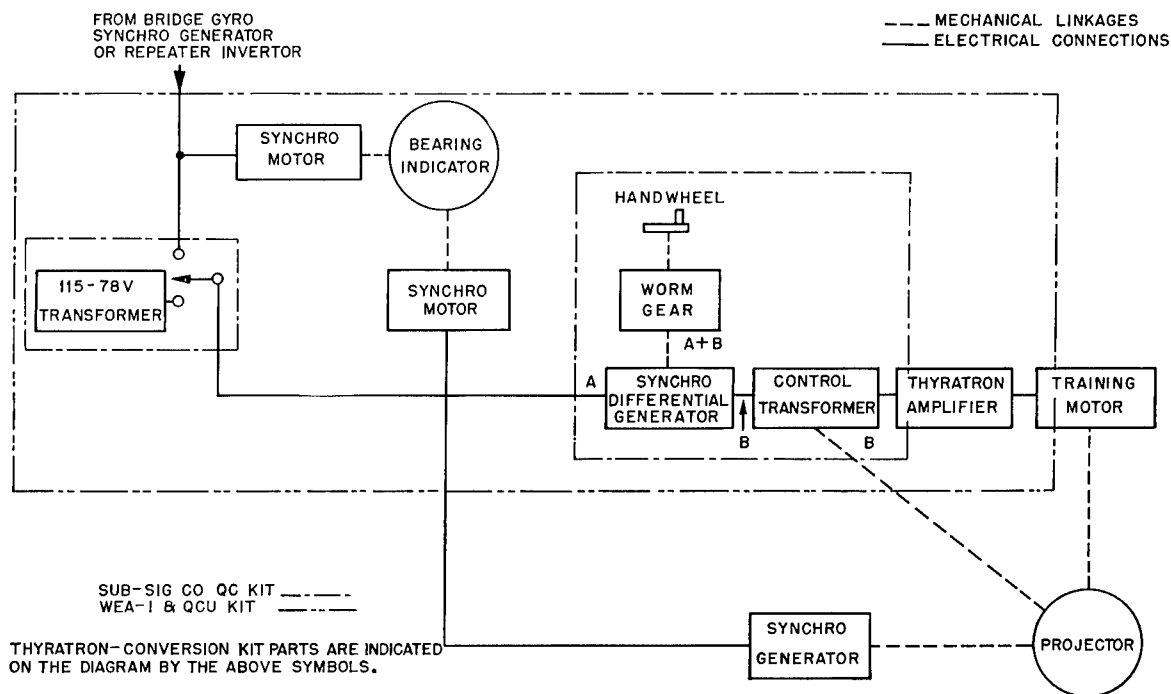 FROM BRIDGE GYRO
SYNCHRO GENERATOR
OR REPEATER INVERTOR
MECHANICAL LINKAGES
ELECTRICAL CONNECTIONS
SYNCHRO
MOTOR
BEARING
INDICATOR
HANDWHEEL
115-78V
TRANSFORMER
SYNCHRO
MOTOR
WORM
GEAR
A+B
A
SYNCHRO
DIFFERENTIAL
GENERATOR
B
CONTROL
TRANSFORMER
B
THYRATRON
AMPLIFIER
TRAINING
MOTOR
SUB-SIG CO QC KIT
WEA-1 & QCU KIT
THYRATRON-CONVERSION KIT PARTS ARE INDICATED
ON THE DIAGRAM BY THE ABOVE SYMBOLS.
SYNCHRO
GENERATOR
PROJECTOR